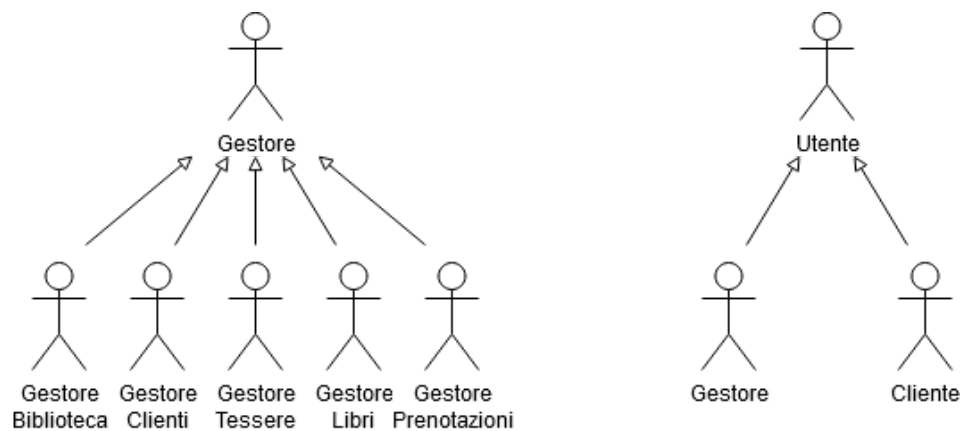 Gestore
Utente
Gestore Biblioteca
Gestore Clienti
Gestore Tessere
Gestore Libri
Gestore Prenotazioni
Gestore
Cliente